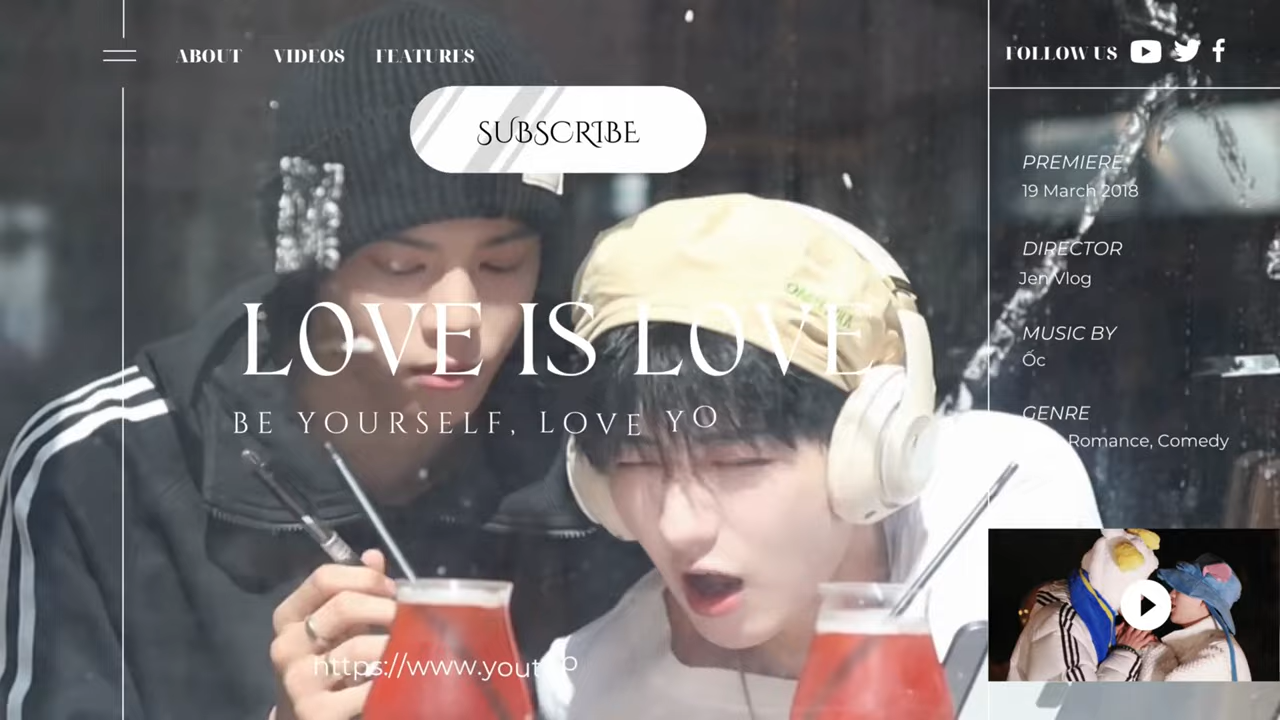 ABOUT VIDEOS FEATURES
FOLLOW US
SUBSCRIBE
PREMIERE
19 March 2018
DIRECTOR
Jen Vlog
LOVE IS LOVE
MUSIC BY
Ốc
BE YOURSELF, LOVE YO
GENRE
Romance, Comedy
https://www.yout